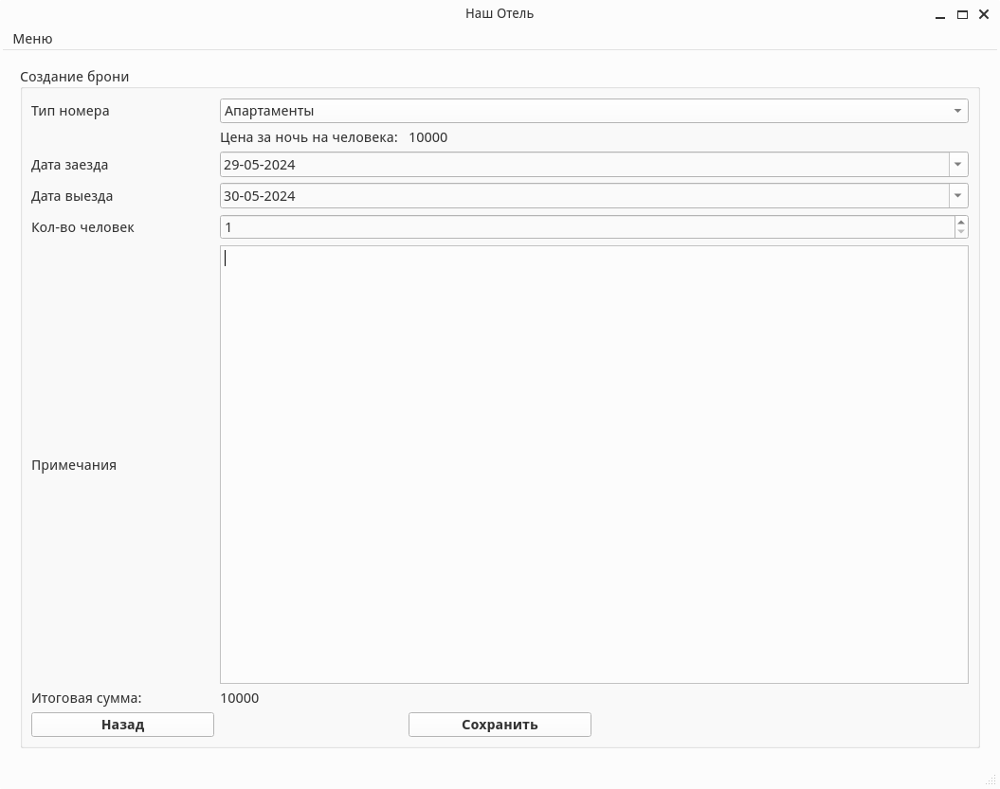 Наш Отель
Меню
Создание брони
Тип номера Апартаменты
Цена за ночь на человека: 10000
Дата заезда 29-05-2024
Дата выезда 30-05-2024
Кол-во человек 1
Примечания
Итоговая сумма: 10000
Назад Сохранить